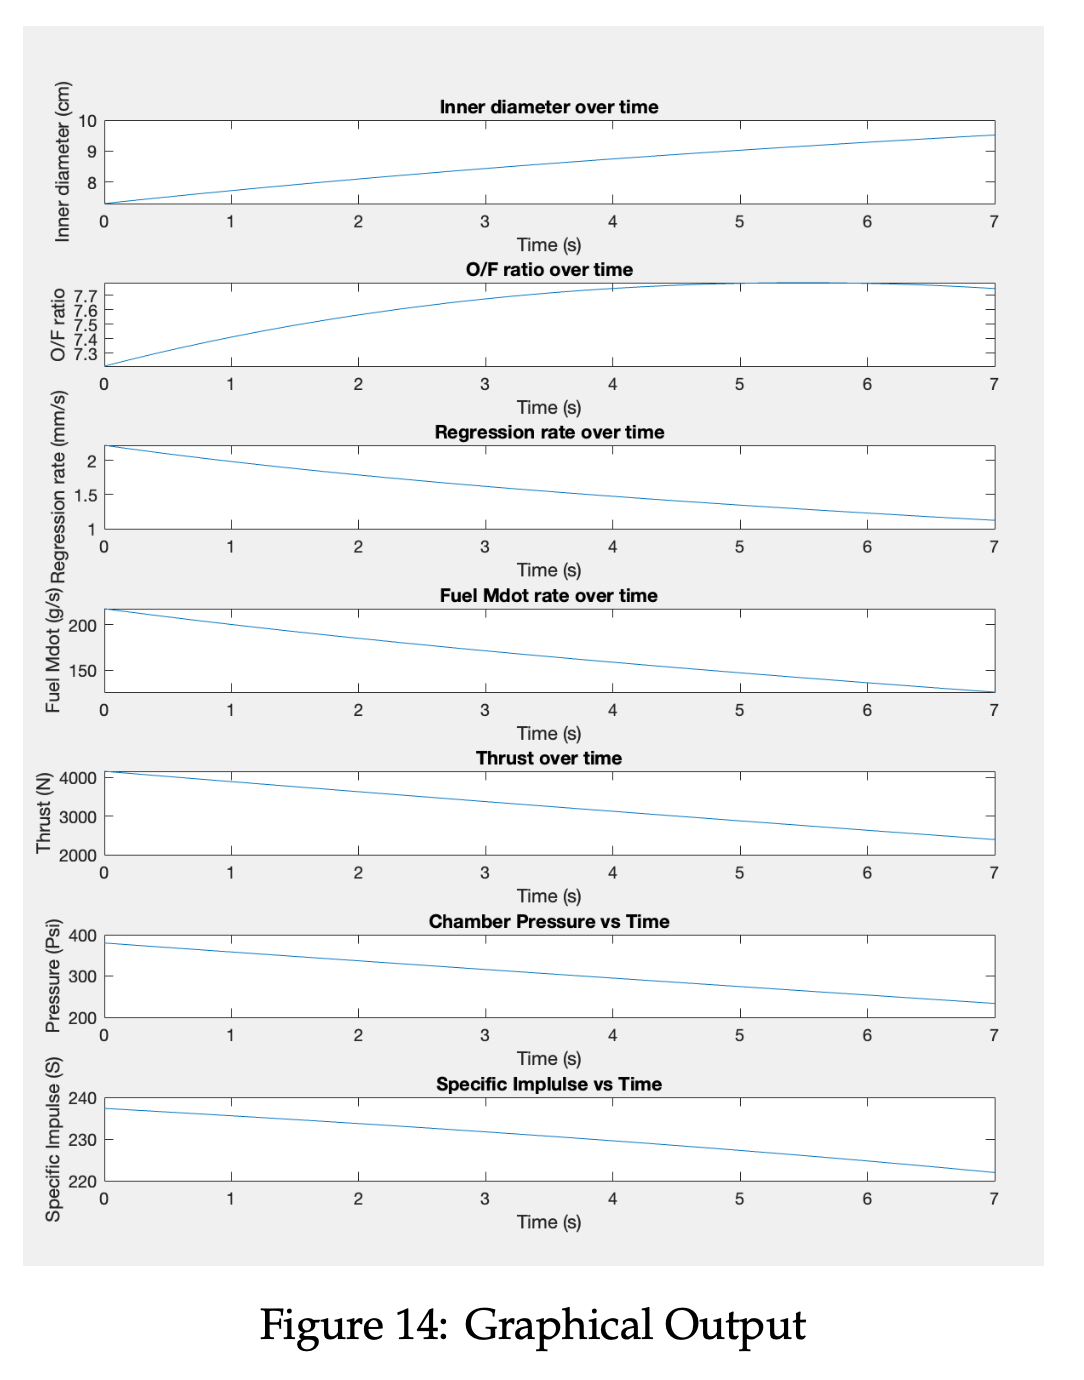 Inner diameter over time
Inner diameter (cm)
10
9
8
0 1 2 3 4 5 6 7
Time (s)
O/F ratio over time
O/F ratio
7.7
7.6
7.5
7.4
7.3
0 1 2 3 4 5 6 7
Time (s)
Regression rate over time
Regression rate (mm/s)
2
1.5
1
0 1 2 3 4 5 6 7
Time (s)
Fuel Mdot rate over time
Fuel Mdot (g/s)
200
150
0 1 2 3 4 5 6 7
Time (s)
Thrust over time
Thrust (N)
4000
3000
2000
0 1 2 3 4 5 6 7
Time (s)
Chamber Pressure vs Time
Pressure (Psi)
400
300
200
0 1 2 3 4 5 6 7
Time (s)
Specific Implulse vs Time
Specific Impulse (S)
240
230
220
0 1 2 3 4 5 6 7
Time (s)
Figure 14: Graphical Output